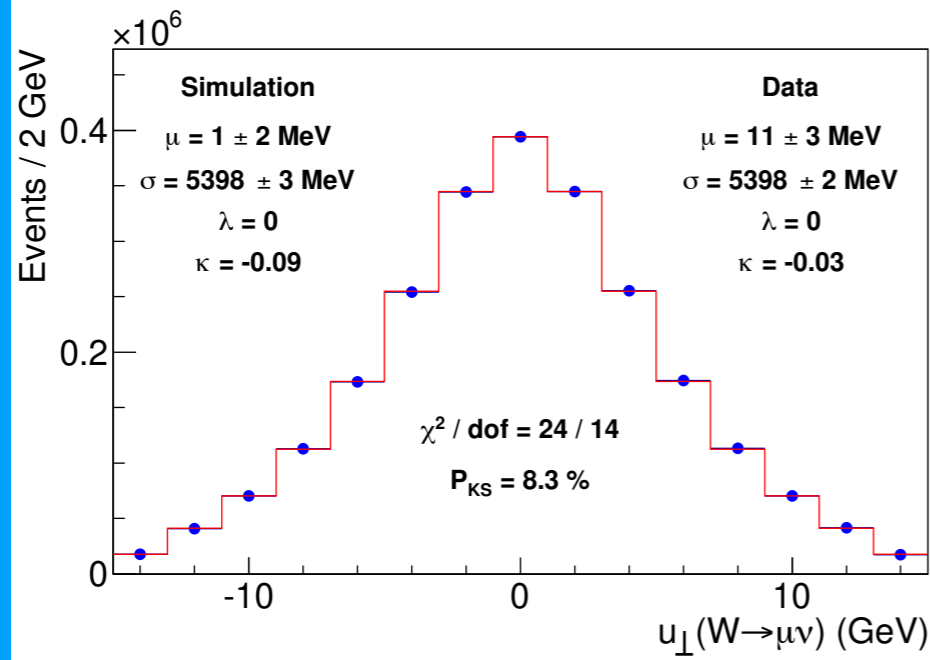 ×10⁶
Events / 2 GeV
Simulation
μ = 1 ± 2 MeV
σ = 5398 ± 3 MeV
λ = 0
κ = -0.09
Data
μ = 11 ± 3 MeV
σ = 5398 ± 2 MeV
λ = 0
κ = -0.03
χ² / dof = 24 / 14
P_KS = 8.3 %
0.4
0.2
0
-10
0
10
u⊥(W→μν) (GeV)